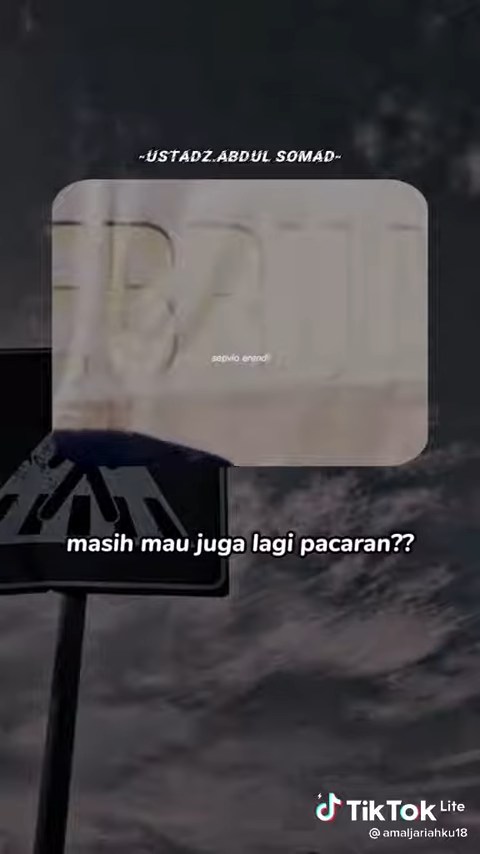 ~USTADZ.ABDUL SOMAD~
masih mau juga lagi pacaran??
TikTok Lite
@amaljariahku18